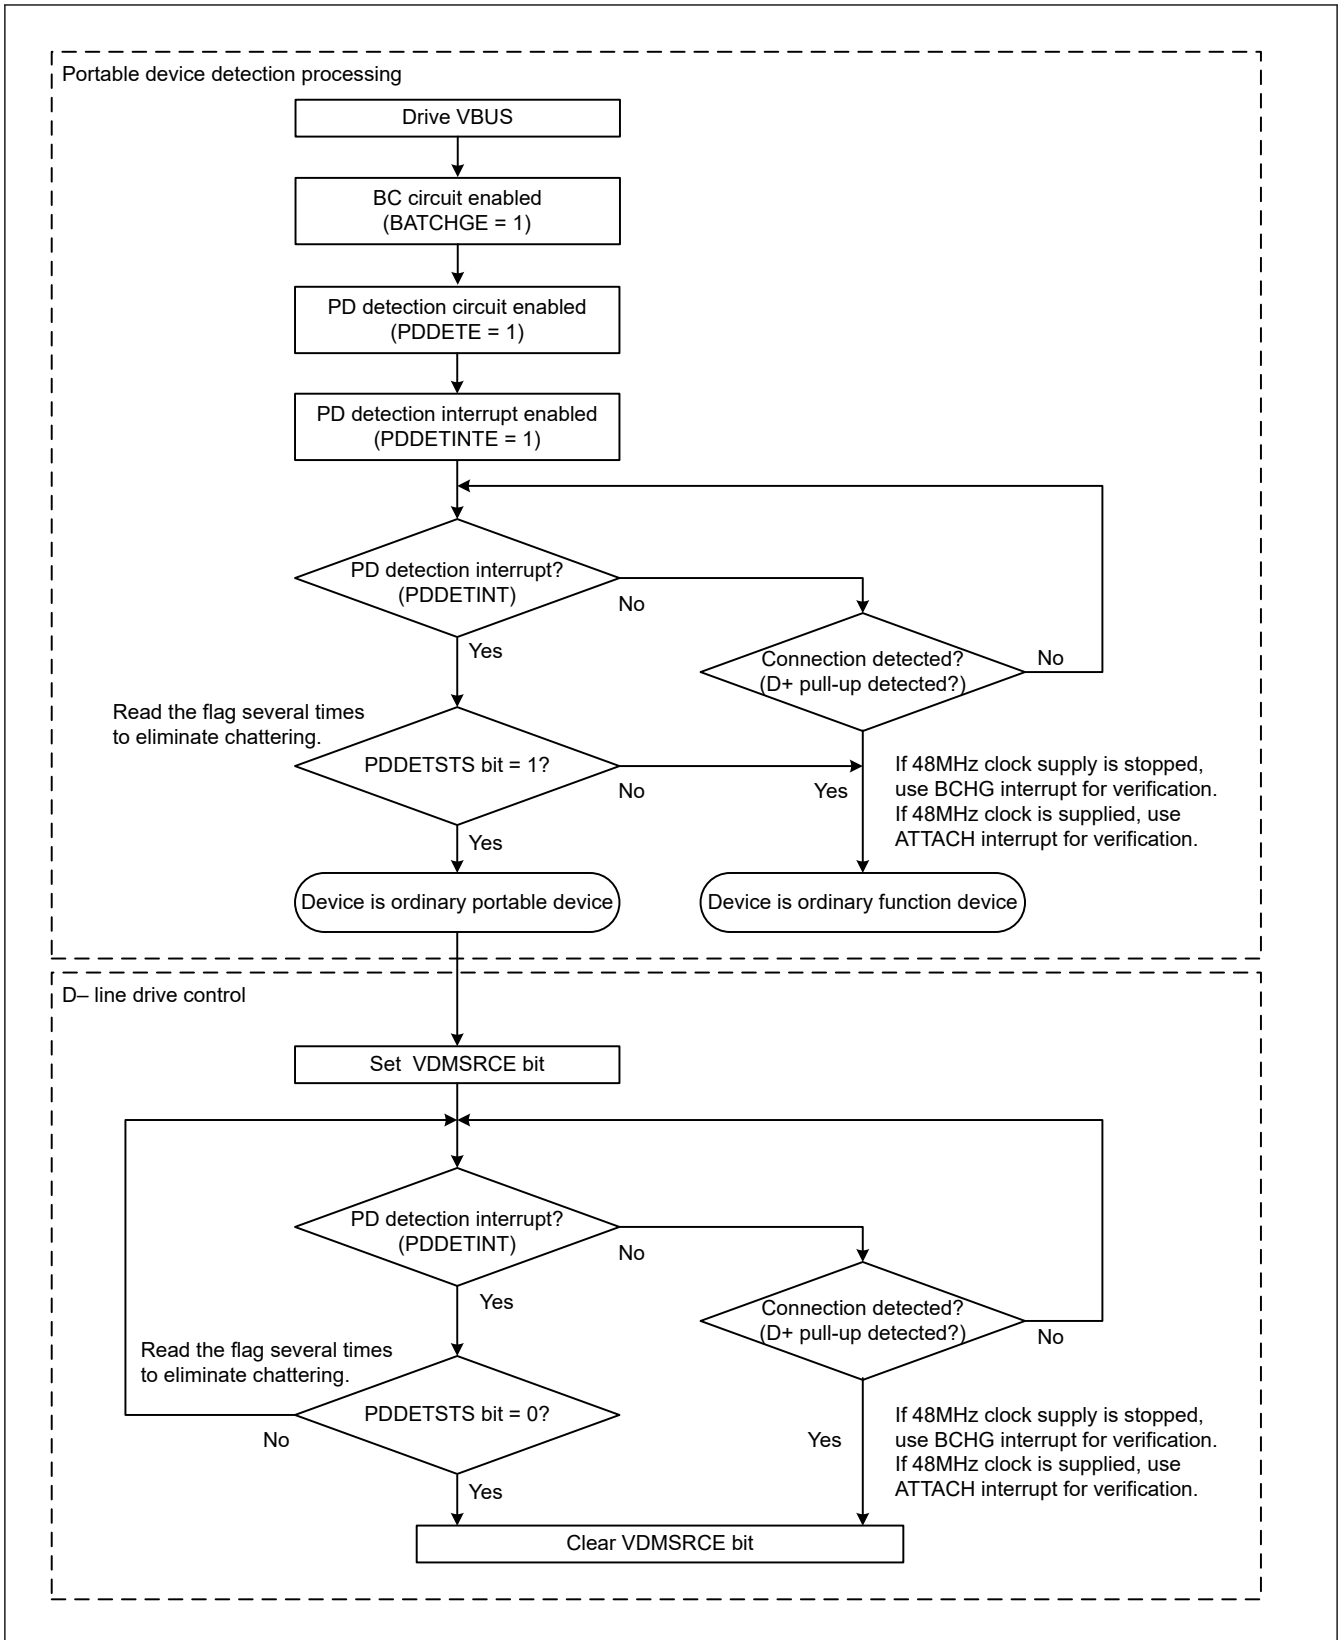 Portable device detection processing
Drive VBUS
BC circuit enabled
(BATCHGE = 1)
PD detection circuit enabled
(PDDETE = 1)
PD detection interrupt enabled
(PDDETINTE = 1)
PD detection interrupt?
(PDDETINT)
No
Yes
Connection detected?
(D+ pull-up detected?)
No
Read the flag several times
to eliminate chattering.
PDDETSTS bit = 1?
No
Yes
Yes
If 48MHz clock supply is stopped,
use BCHG interrupt for verification.
If 48MHz clock is supplied, use
ATTACH interrupt for verification.
Device is ordinary portable device
Device is ordinary function device
D– line drive control
Set  VDMSRCE bit
PD detection interrupt?
(PDDETINT)
No
Yes
Connection detected?
(D+ pull-up detected?)
No
Read the flag several times
to eliminate chattering.
PDDETSTS bit = 0?
No
Yes
Yes
If 48MHz clock supply is stopped,
use BCHG interrupt for verification.
If 48MHz clock is supplied, use
ATTACH interrupt for verification.
Clear VDMSRCE bit